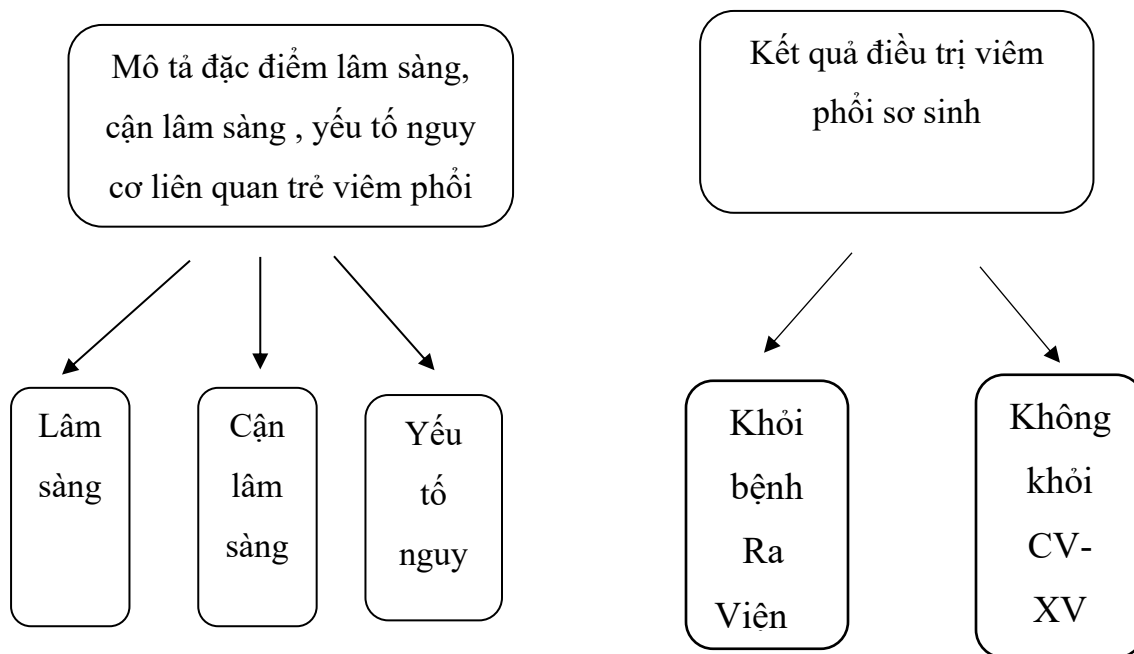 Mô tả đặc điểm lâm sàng,
cận lâm sàng , yếu tố nguy
cơ liên quan trẻ viêm phổi
Kết quả điều trị viêm
phổi sơ sinh
Lâm
sàng
Cận
lâm
sàng
Yếu
tố
nguy
Khỏi
bệnh
Ra
Viện
Không
khỏi
CV-
XV